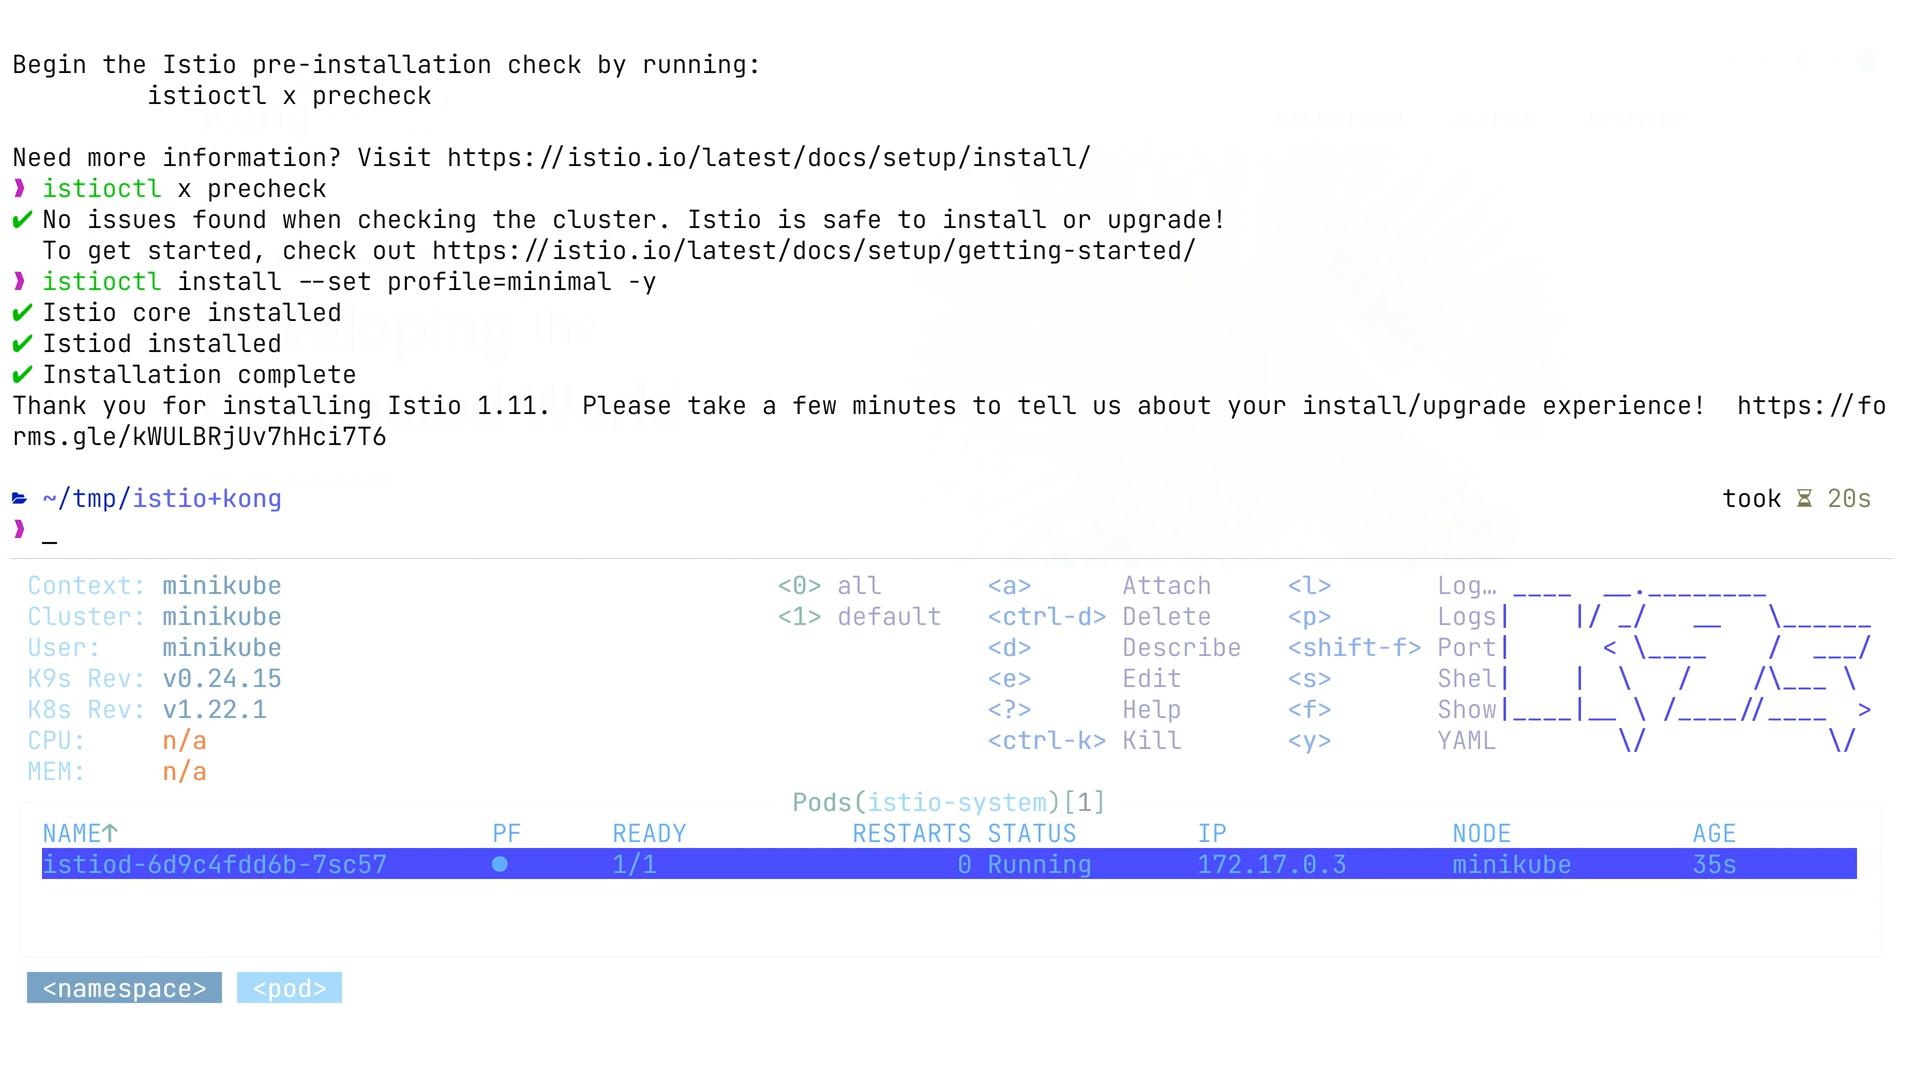 Begin the Istio pre-installation check by running:
istioctl x precheck
Need more information? Visit https://istio.io/latest/docs/setup/install/
❱ istioctl x precheck
✔ No issues found when checking the cluster. Istio is safe to install or upgrade!
To get started, check out https://istio.io/latest/docs/setup/getting-started/
❱ istioctl install --set profile=minimal -y
✔ Istio core installed
✔ Istiod installed
✔ Installation complete
Thank you for installing Istio 1.11.  Please take a few minutes to tell us about your install/upgrade experience!  https://fo
rms.gle/kWULBRjUv7hHci7T6
~/tmp/istio+kong took ⌛ 20s
❱ _
Context: minikube <0> all <a> Attach <l> Log…
Cluster: minikube <1> default <ctrl-d> Delete <p> Logs
User: minikube <d> Describe <shift-f> Port
K9s Rev: v0.24.15 <e> Edit <s> Shel
K8s Rev: v1.22.1 <?> Help <f> Show
CPU: n/a <ctrl-k> Kill <y> YAML
MEM: n/a
Pods(istio-system)[1]
NAME↑ PF READY RESTARTS STATUS IP NODE AGE
istiod-6d9c4fdd6b-7sc57 ● 1/1 0 Running 172.17.0.3 minikube 35s
<namespace> <pod>